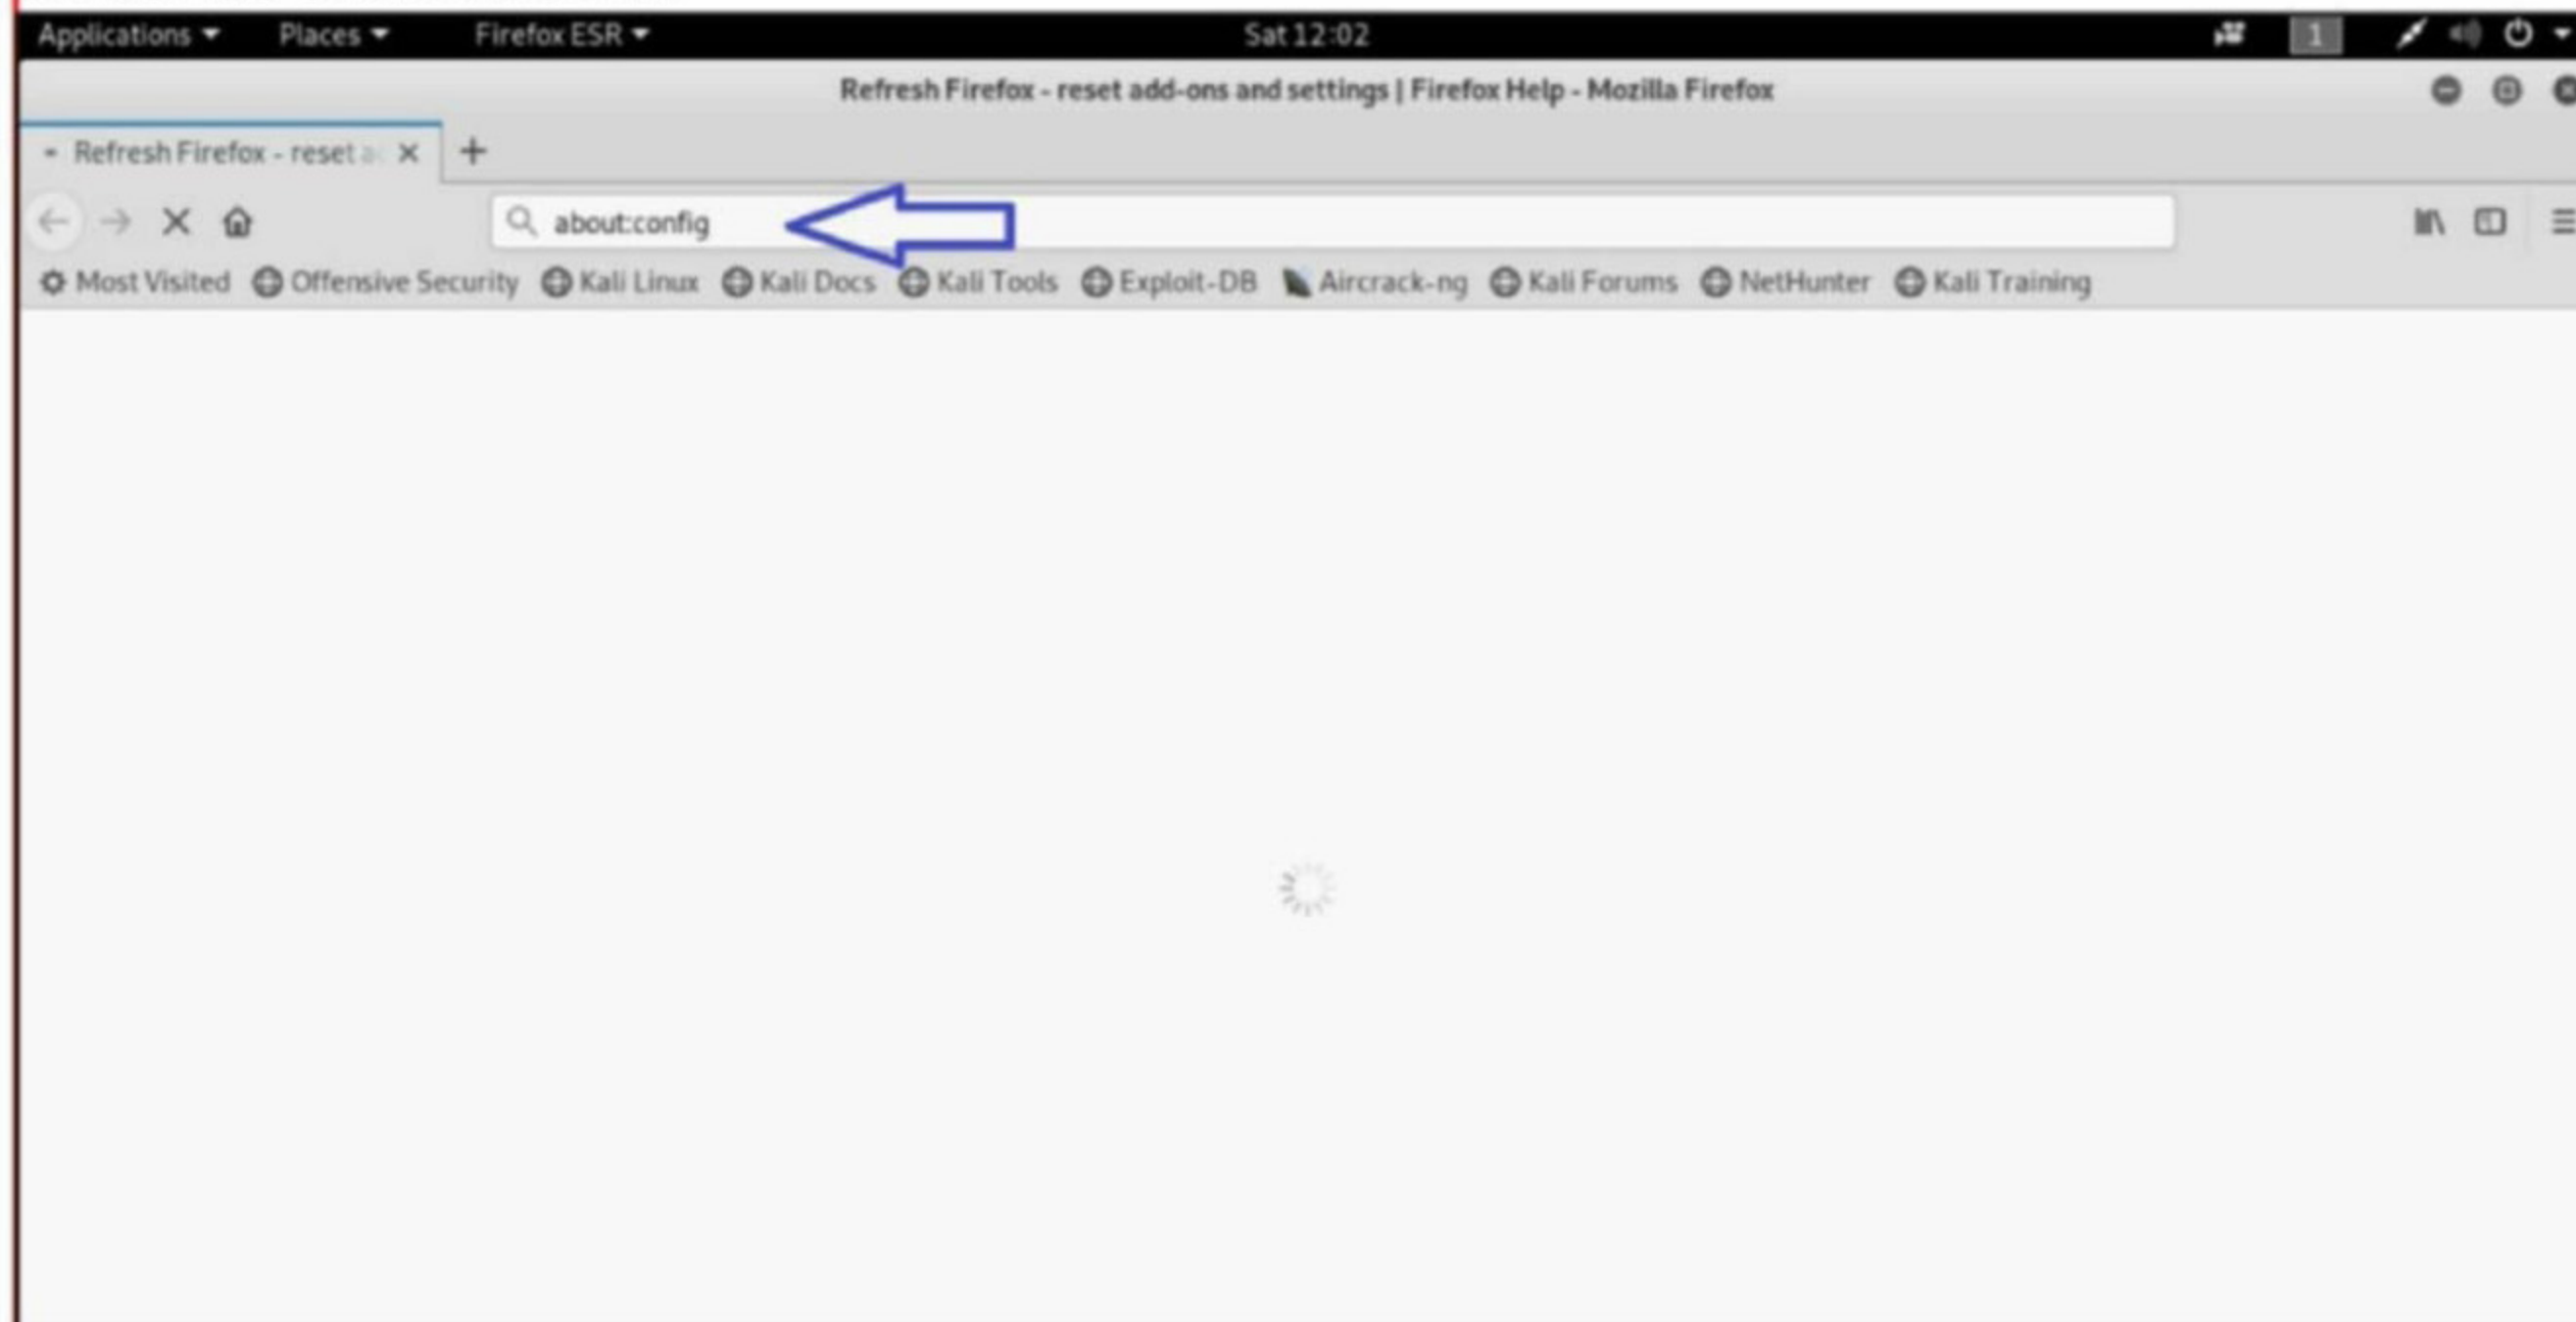 Applications Places Firefox ESR Sat 12:02 1
Refresh Firefox - reset add-ons and settings | Firefox Help - Mozilla Firefox
Refresh Firefox - reset a
about:config
Most Visited Offensive Security Kali Linux Kali Docs Kali Tools Exploit-DB Aircrack-ng Kali Forums NetHunter Kali Training